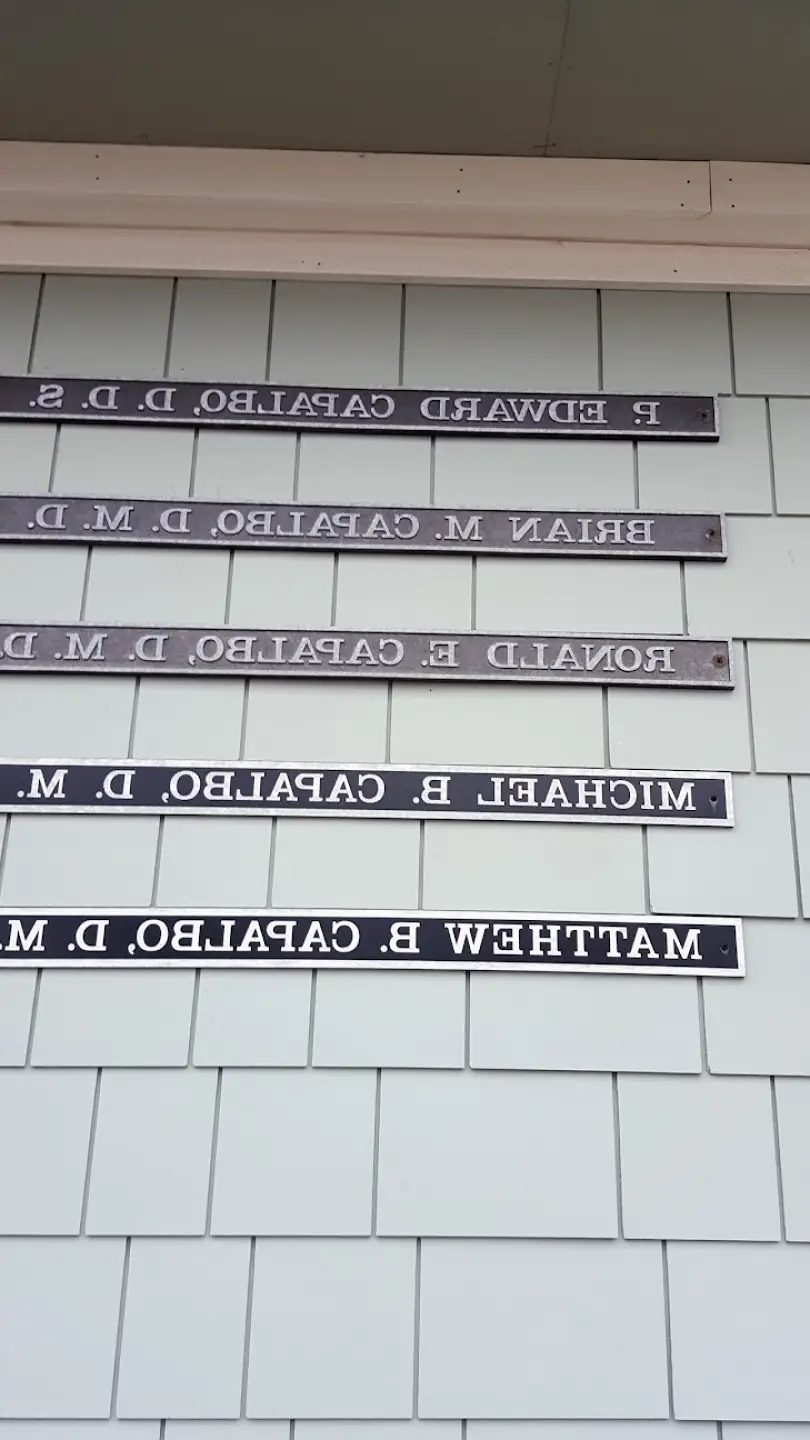 P. EDWARD CAPALBO, D. D. S.
BRIAN M. CAPALBO, D. M. D.
RONALD E. CAPALBO, D. M. D.
MICHAEL B. CAPALBO, D. M.
MATTHEW B. CAPALBO, D. M.